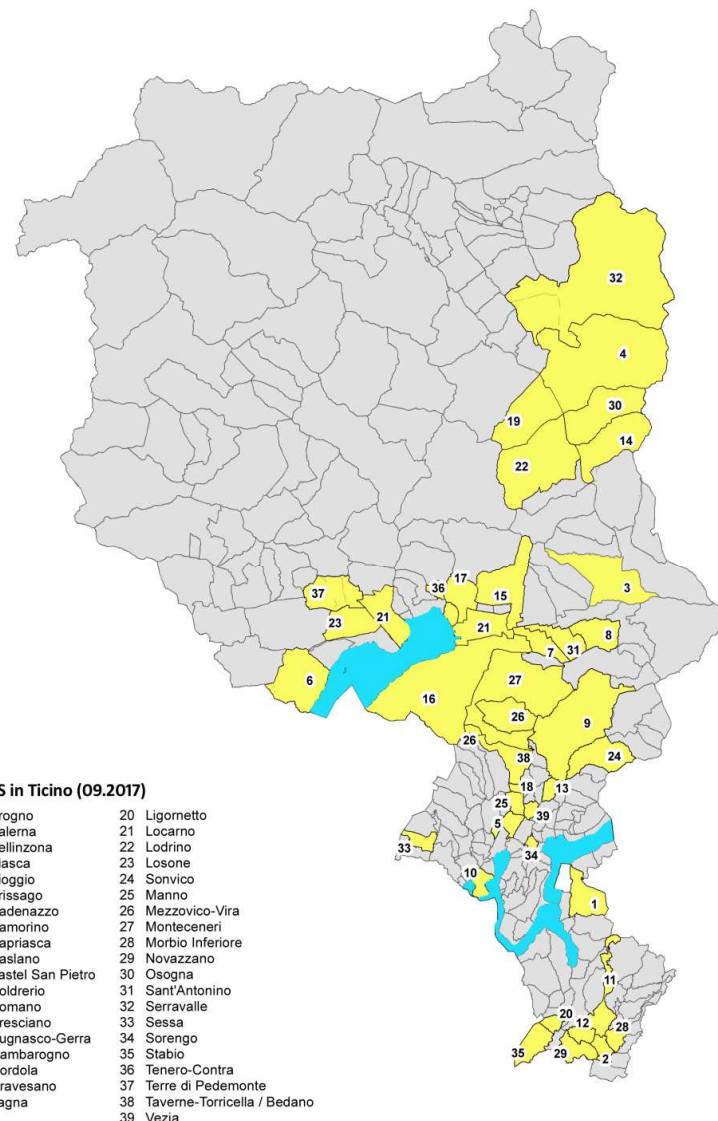 32
4
30
19
14
22
3
17
36
15
37
21
21
23
8
7
31
6
27
16
26
9
26
24
38
18
13
25
39
5
33
34
10
1
11
20
12
28
35
29
2
S in Ticino (09.2017)
rogno 20 Ligornetto
alerna 21 Locarno
ellinzona 22 Lodrino
iasca 23 Losone
ioggio 24 Sonvico
rissago 25 Manno
adenazzo 26 Mezzovico-Vira
amorino 27 Monteceneri
apriasca 28 Morbio Inferiore
aslano 29 Novazzano
astel San Pietro 30 Osogna
oldrerio 31 Sant'Antonino
omano 32 Serravalle
resciano 33 Sessa
ugnasco-Gerra 34 Sorengo
ambarogno 35 Stabio
ordola 36 Tenero-Contra
ravesano 37 Terre di Pedemonte
agna 38 Taverne-Torricella / Bedano
39 Vezia